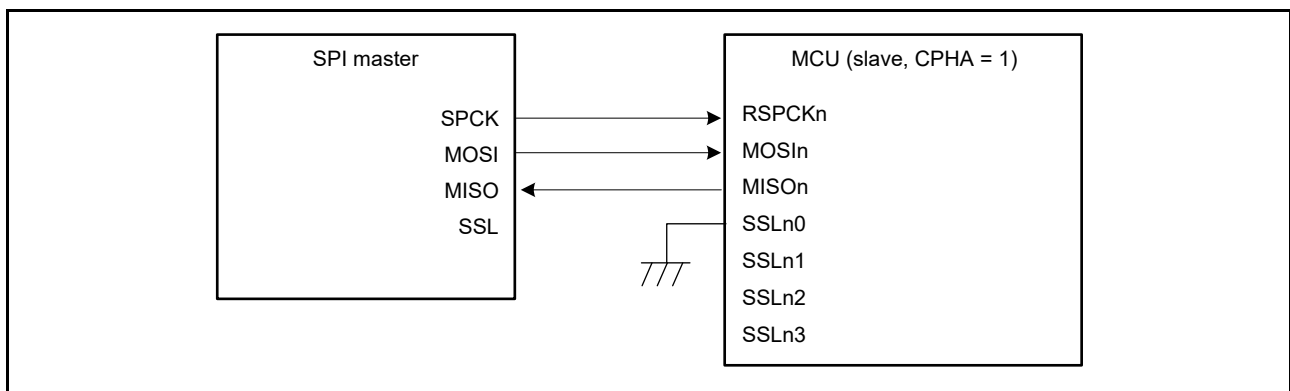 SPI master
SPCK
MOSI
MISO
SSL
MCU (slave, CPHA = 1)
RSPCKn
MOSIn
MISOn
SSLn0
SSLn1
SSLn2
SSLn3